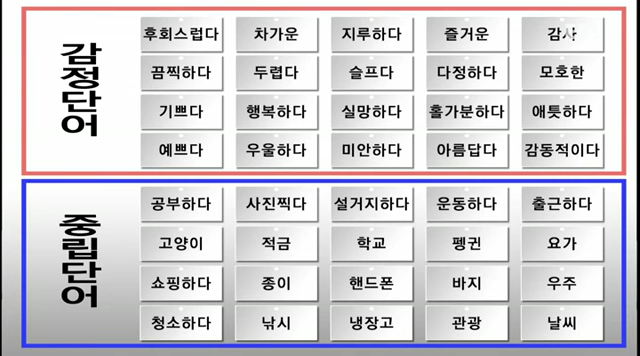 감정단어
후회스럽다 차가운 지루하다 즐거운 감사
끔찍하다 두렵다 슬프다 다정하다 모호한
기쁘다 행복하다 실망하다 홀가분하다 애틋하다
예쁘다 우울하다 미안하다 아름답다 감동적이다
중립단어
공부하다 사진찍다 설거지하다 운동하다 출근하다
고양이 적금 학교 펭귄 요가
쇼핑하다 종이 핸드폰 바지 우주
청소하다 낚시 냉장고 관광 날씨